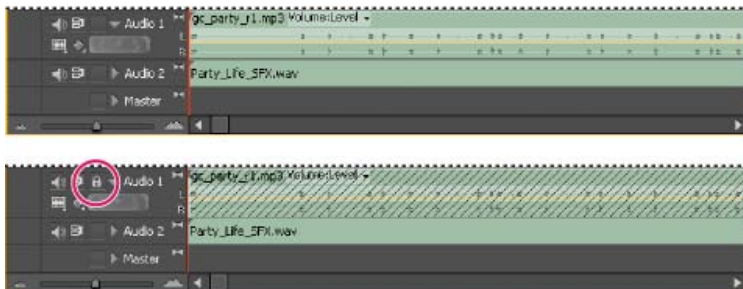 Audio 1 gc_party_r1.mp3 Volume:Level
L
R
Audio 2 Party_Life_SFX.wav
Master
Audio 1 gc_party_r1.mp3 Volume:Level
L
R
Audio 2 Party_Life_SFX.wav
Master